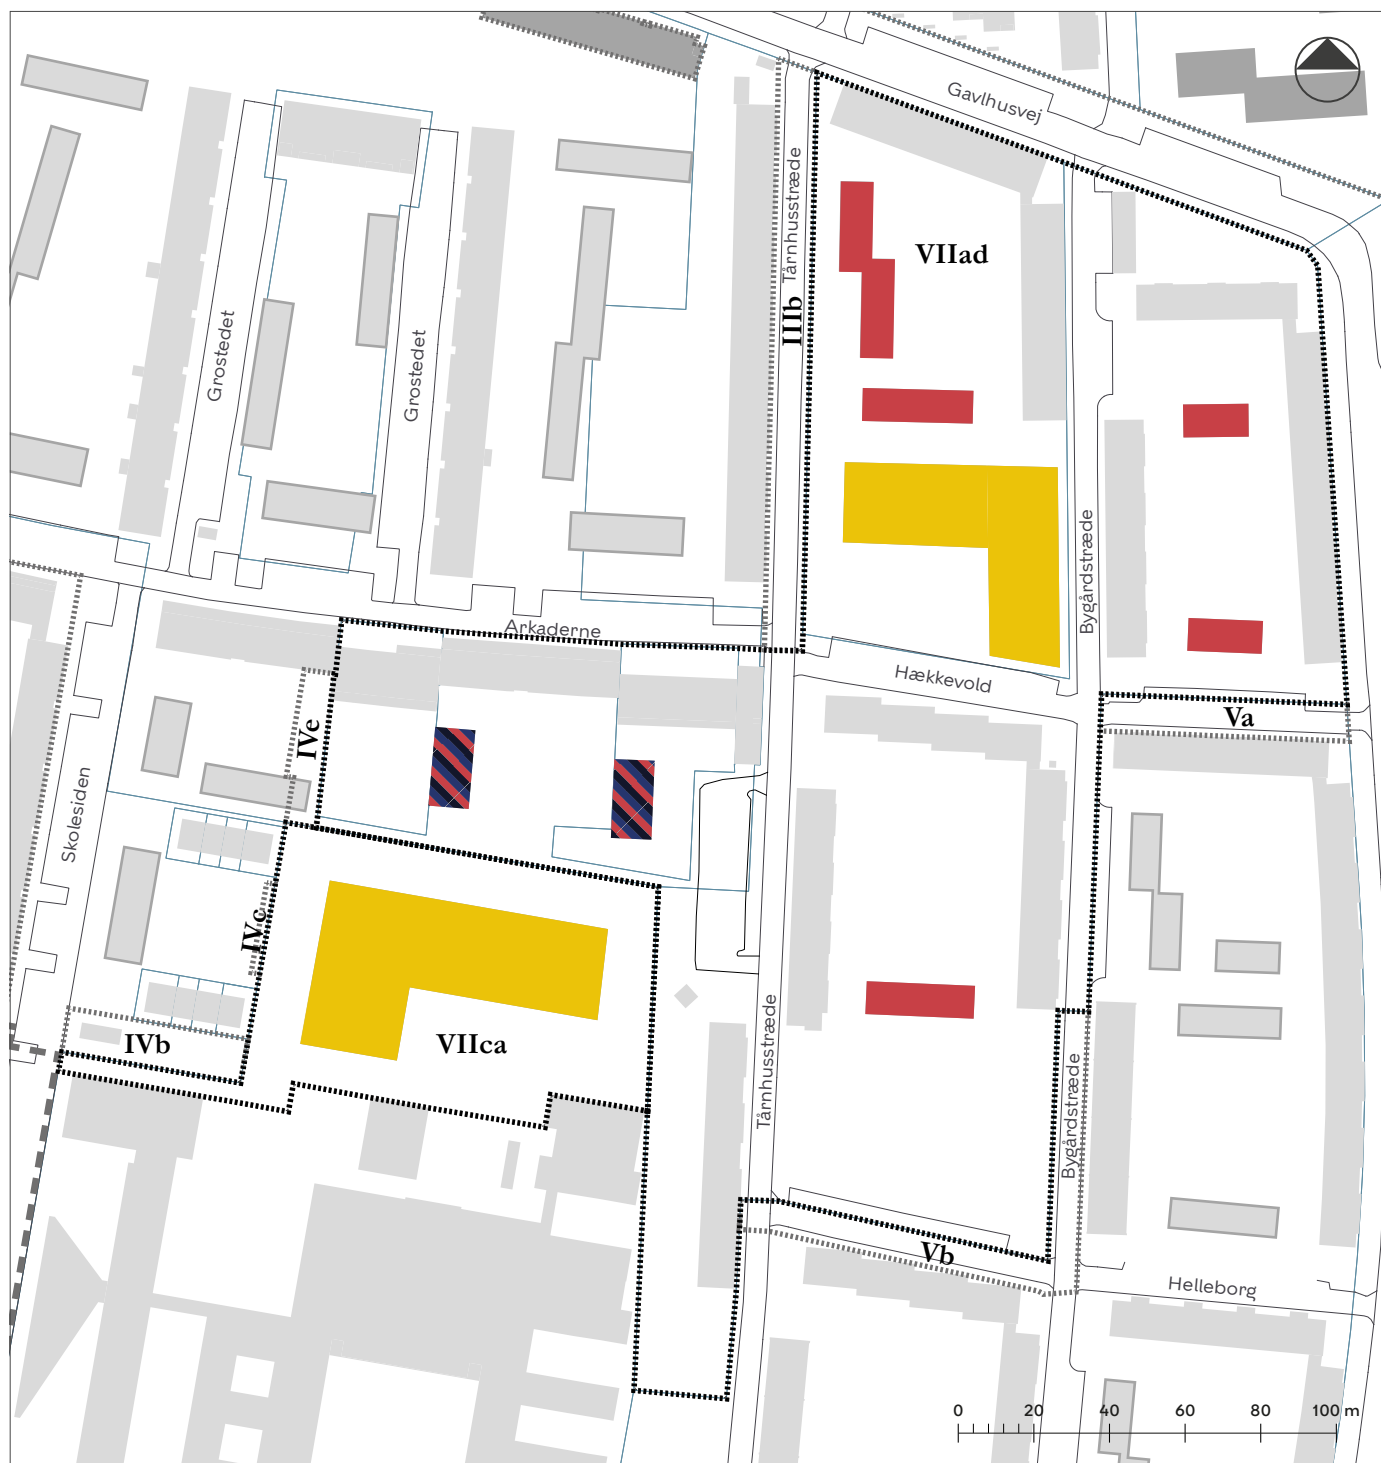 Gavlhusvej
Tårnhusstræde
VIIad
IIIb
Grostedet
Grostedet
Bygårdstræde
Arkaderne
Hækkevold
Va
IVe
Skolesiden
IVc
IVb
VIIca
Tårnhusstræde
Bygårdstræde
Vb
Helleborg
0 20 40 60 80 100 m